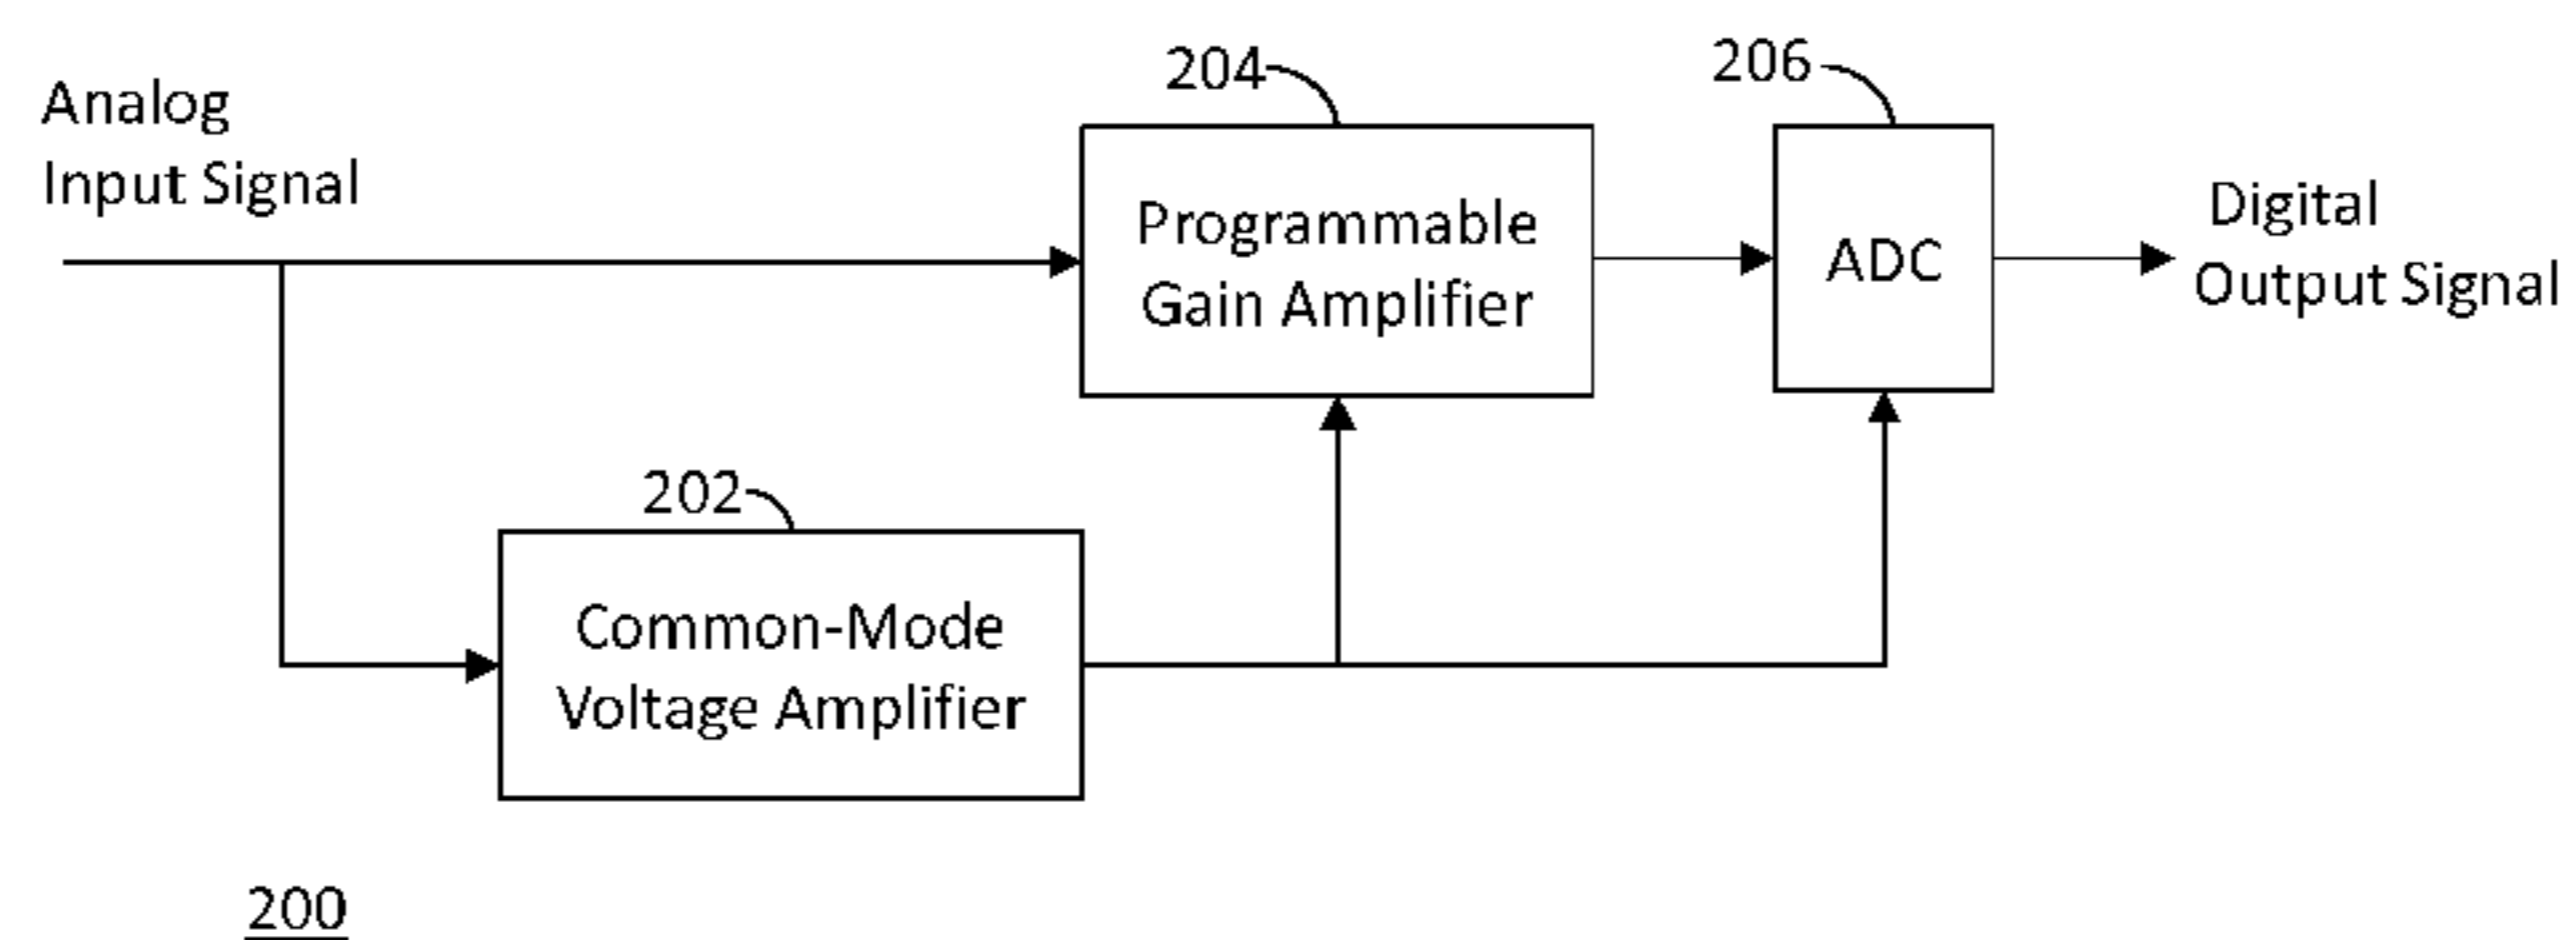 Analog
Input Signal
204
206
Programmable
Gain Amplifier
ADC
Digital
Output Signal
202
Common-Mode
Voltage Amplifier
200